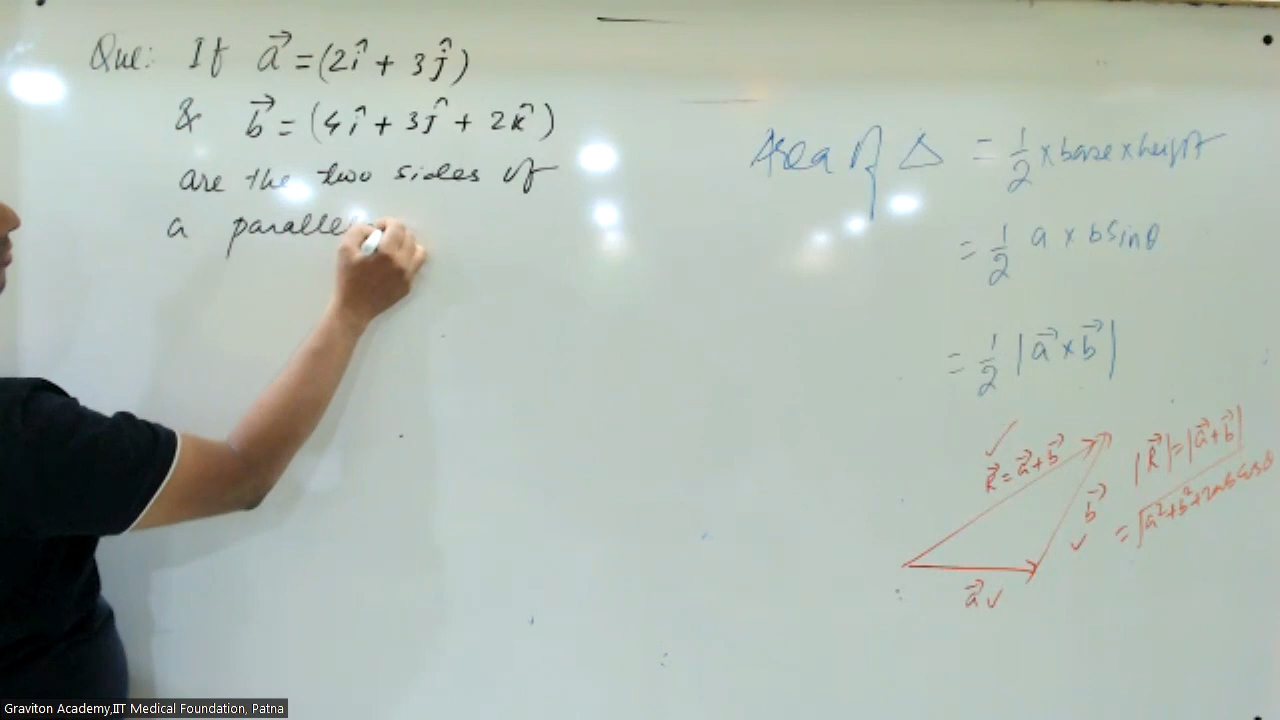 Que: If a⃗ = (2î + 3ĵ)
& b⃗ = (4î + 3ĵ + 2k̂)
are the two sides of
a paralle
Area of Δ = 1/2 × base × height
= 1/2 a × b sinθ
= 1/2 |a⃗ × b⃗|
✓
R⃗ = a⃗ + b⃗
|R⃗| = |a⃗ + b⃗|
= √a² + b² + 2ab cosθ
b⃗ ✓
a⃗ ✓
Graviton Academy,IIT Medical Foundation, Patna